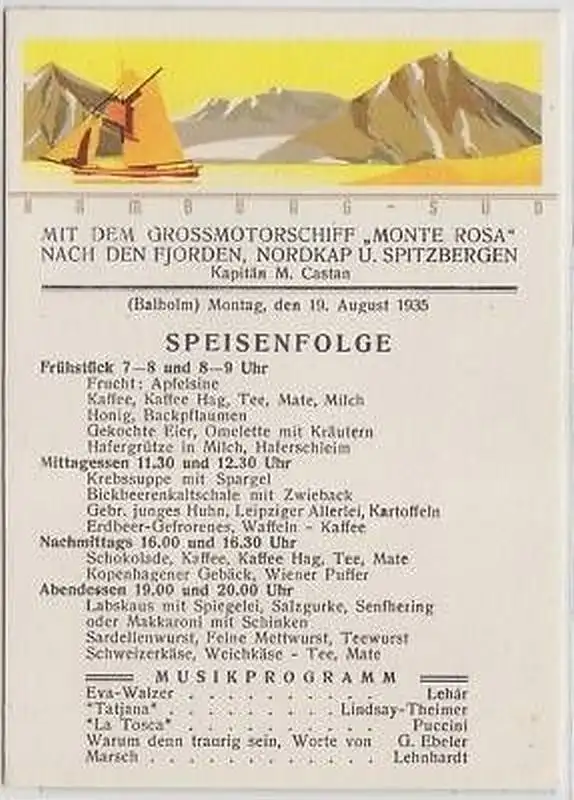 HAMBURG-SÜD
MIT DEM GROSSMOTORSCHIFF „MONTE ROSA“
NACH DEN FJORDEN, NORDKAP U. SPITZBERGEN
Kapitän M. Castan
(Balholm) Montag, den 19. August 1935
SPEISENFOLGE
Frühstück 7—8 und 8—9 Uhr
Frucht: Apfelsine
Kaffee, Kaffee Hag, Tee, Mate, Milch
Honig, Backpflaumen
Gekochte Eier, Omelette mit Kräutern
Hafergrütze in Milch, Haferschleim
Mittagessen 11.30 und 12.30 Uhr
Krebssuppe mit Spargel
Bickbeerenkaltschale mit Zwieback
Gebr. junges Huhn, Leipziger Allerlei, Kartoffeln
Erdbeer-Gefrorenes, Waffeln - Kaffee
Nachmittags 16.00 und 16.30 Uhr
Schokolade, Kaffee, Kaffee Hag, Tee, Mate
Kopenhagener Gebäck, Wiener Puffer
Abendessen 19.00 und 20.00 Uhr
Labskaus mit Spiegelei, Salzgurke, Senfhering
oder Makkaroni mit Schinken
Sardellenwurst, Feine Mettwurst, Teewurst
Schweizerkäse, Weichkäse - Tee, Mate
MUSIKPROGRAMM
Eva-Walzer . . . . . . . . . . Lehár
"Tatjana" . . . . . . . . . Lindsay-Theimer
"La Tosca" . . . . . . . . . . Puccini
Warum denn traurig sein, Worte von G. Ebeler
Marsch . . . . . . . . . . . Lehnhardt